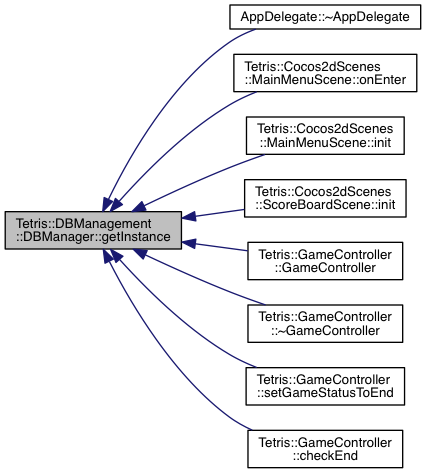 AppDelegate::~AppDelegate
Tetris::Cocos2dScenes
::MainMenuScene::onEnter
Tetris::Cocos2dScenes
::MainMenuScene::init
Tetris::Cocos2dScenes
::ScoreBoardScene::init
Tetris::DBManagement
::DBManager::getInstance
Tetris::GameController
::GameController
Tetris::GameController
::~GameController
Tetris::GameController
::setGameStatusToEnd
Tetris::GameController
::checkEnd